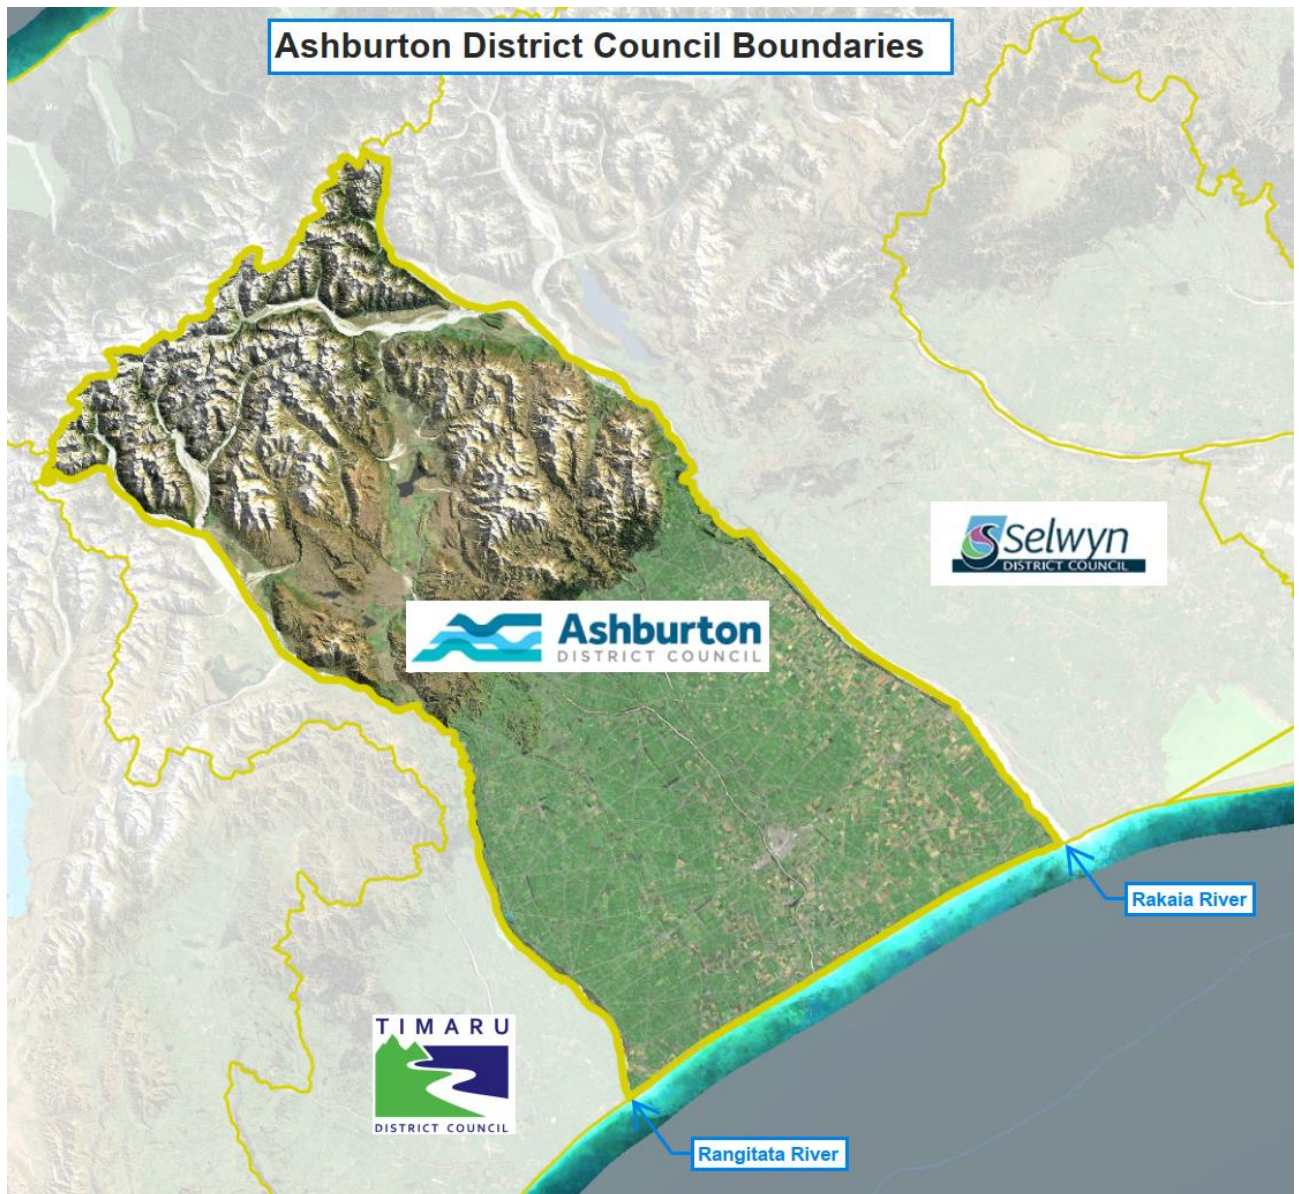 Ashburton District Council Boundaries
Selwyn
DISTRICT COUNCIL
Ashburton
DISTRICT COUNCIL
Rakaia River
TIMARU
DISTRICT COUNCIL
Rangitata River